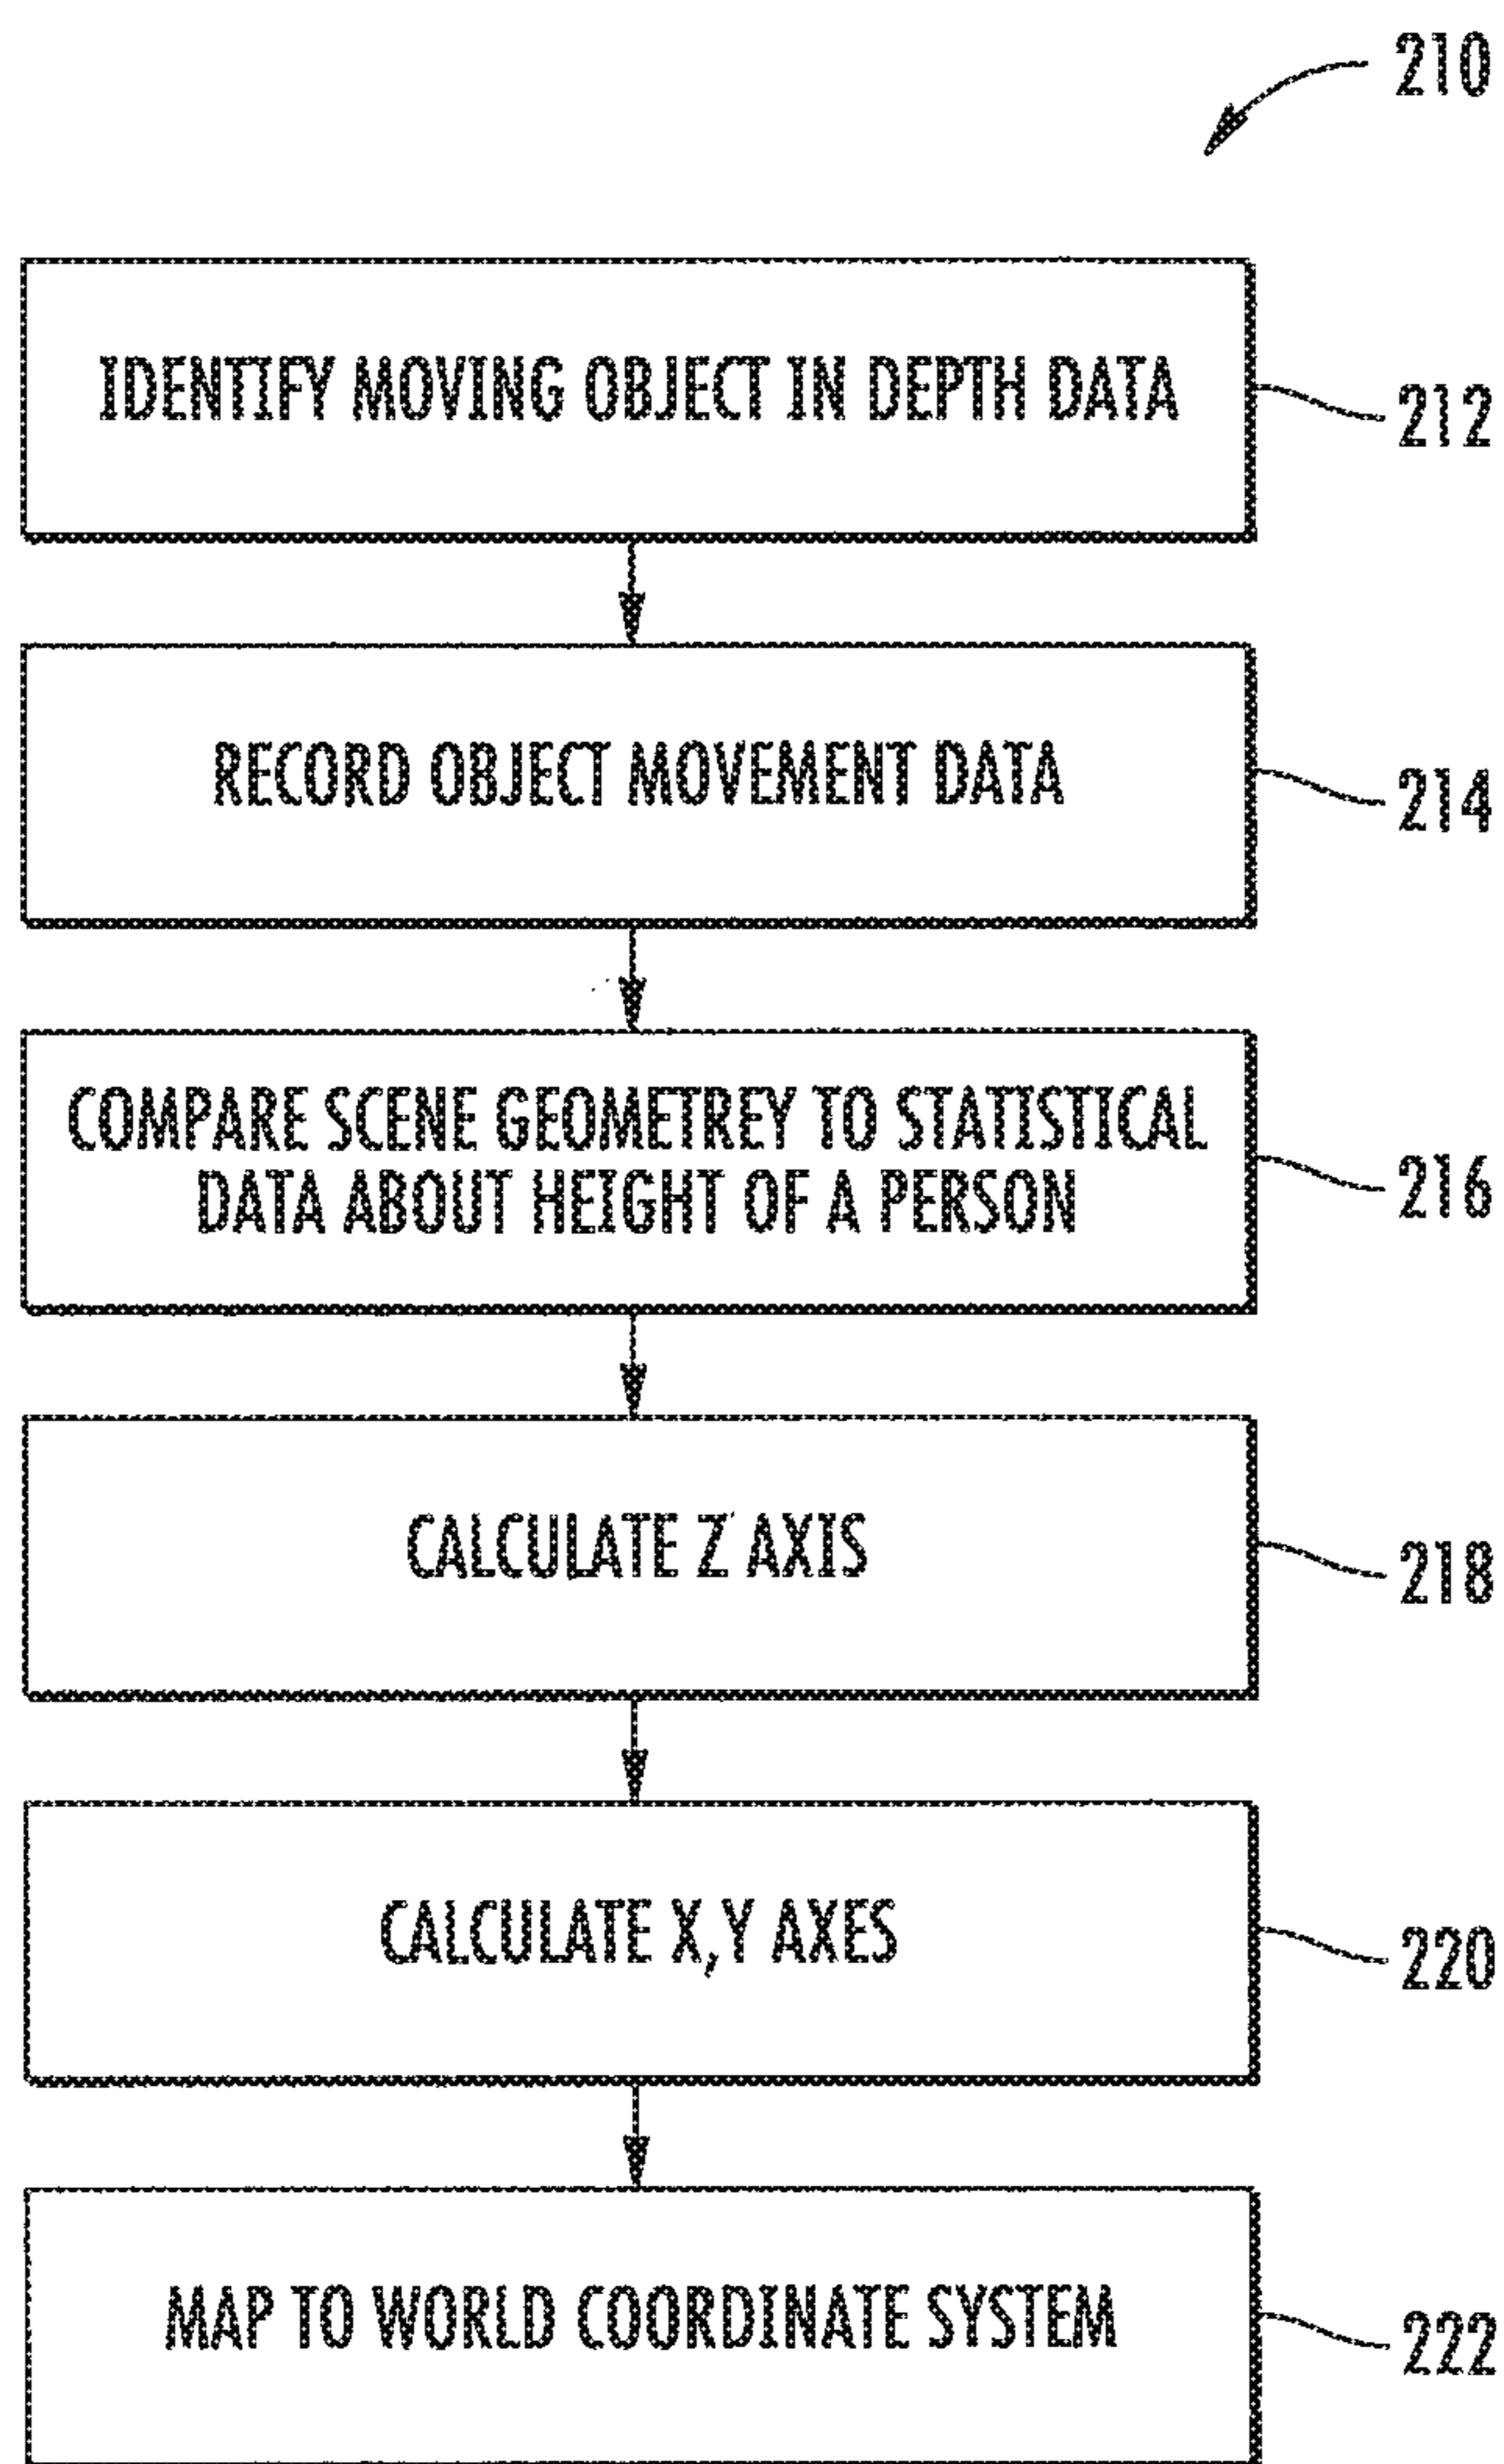 210
IDENTIFY MOVING OBJECT IN DEPTH DATA
212
RECORD OBJECT MOVEMENT DATA
214
COMPARE SCENE GEOMETREY TO STATISTICAL
DATA ABOUT HEIGHT OF A PERSON
216
CALCULATE Z AXIS
218
CALCULATE X,Y AXES
220
MAP TO WORLD COORDINATE SYSTEM
222